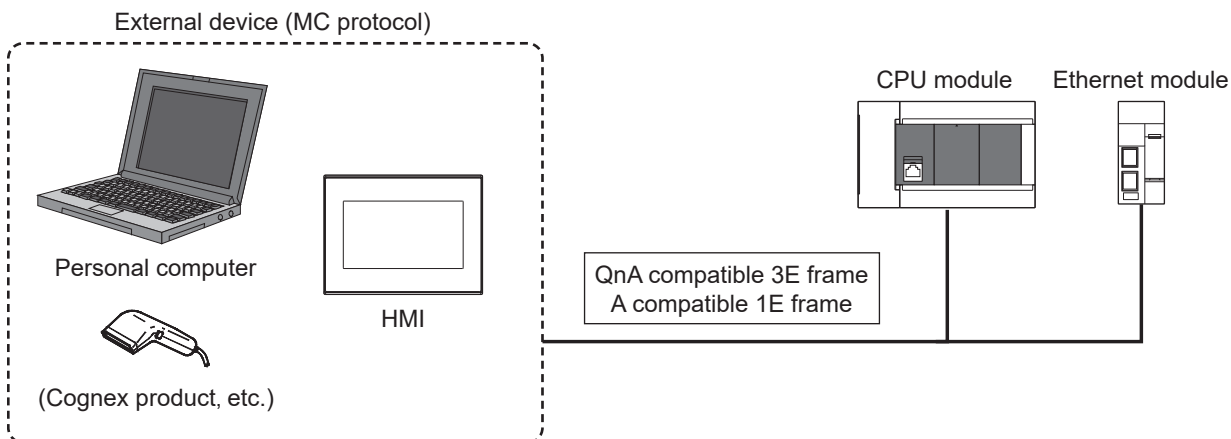 External device (MC protocol)
CPU module
Ethernet module
Personal computer
HMI
QnA compatible 3E frame
A compatible 1E frame
(Cognex product, etc.)